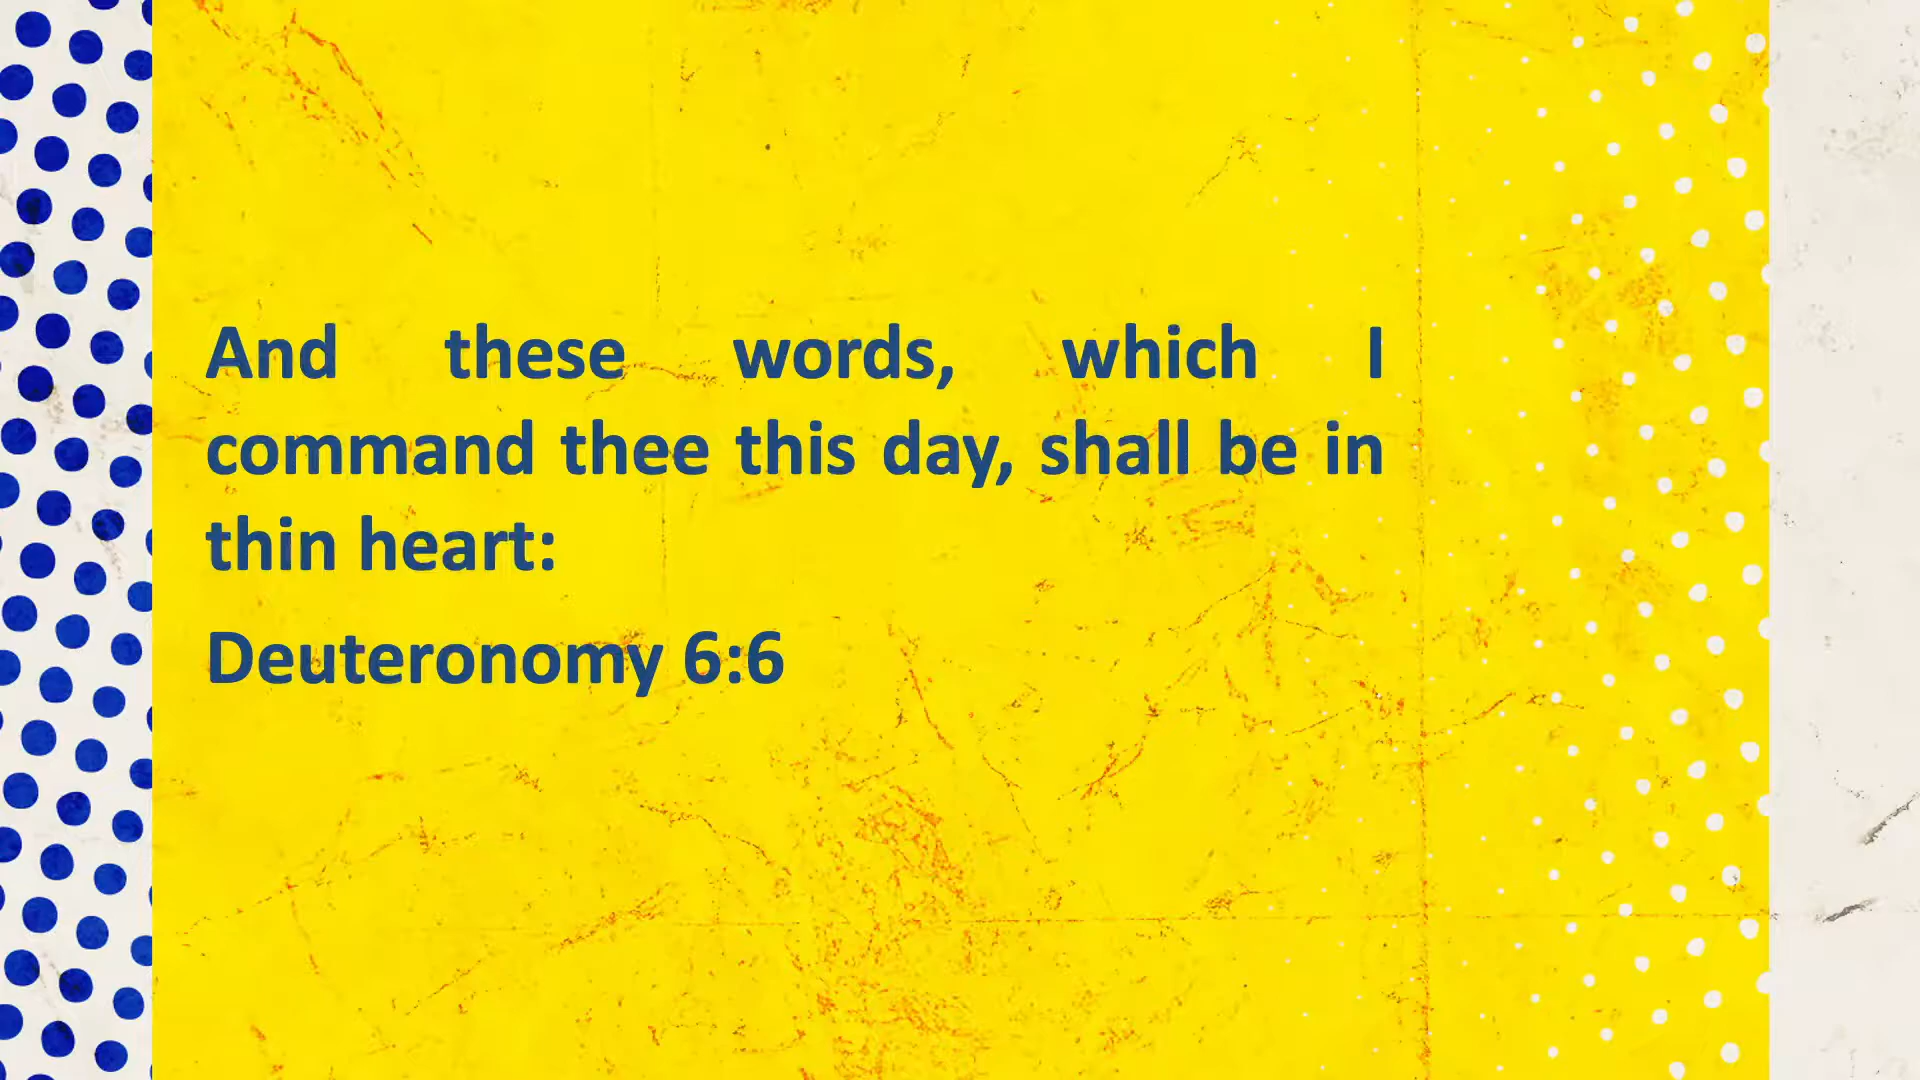 And these words, which I
command thee this day, shall be in
thin heart:
Deuteronomy 6:6